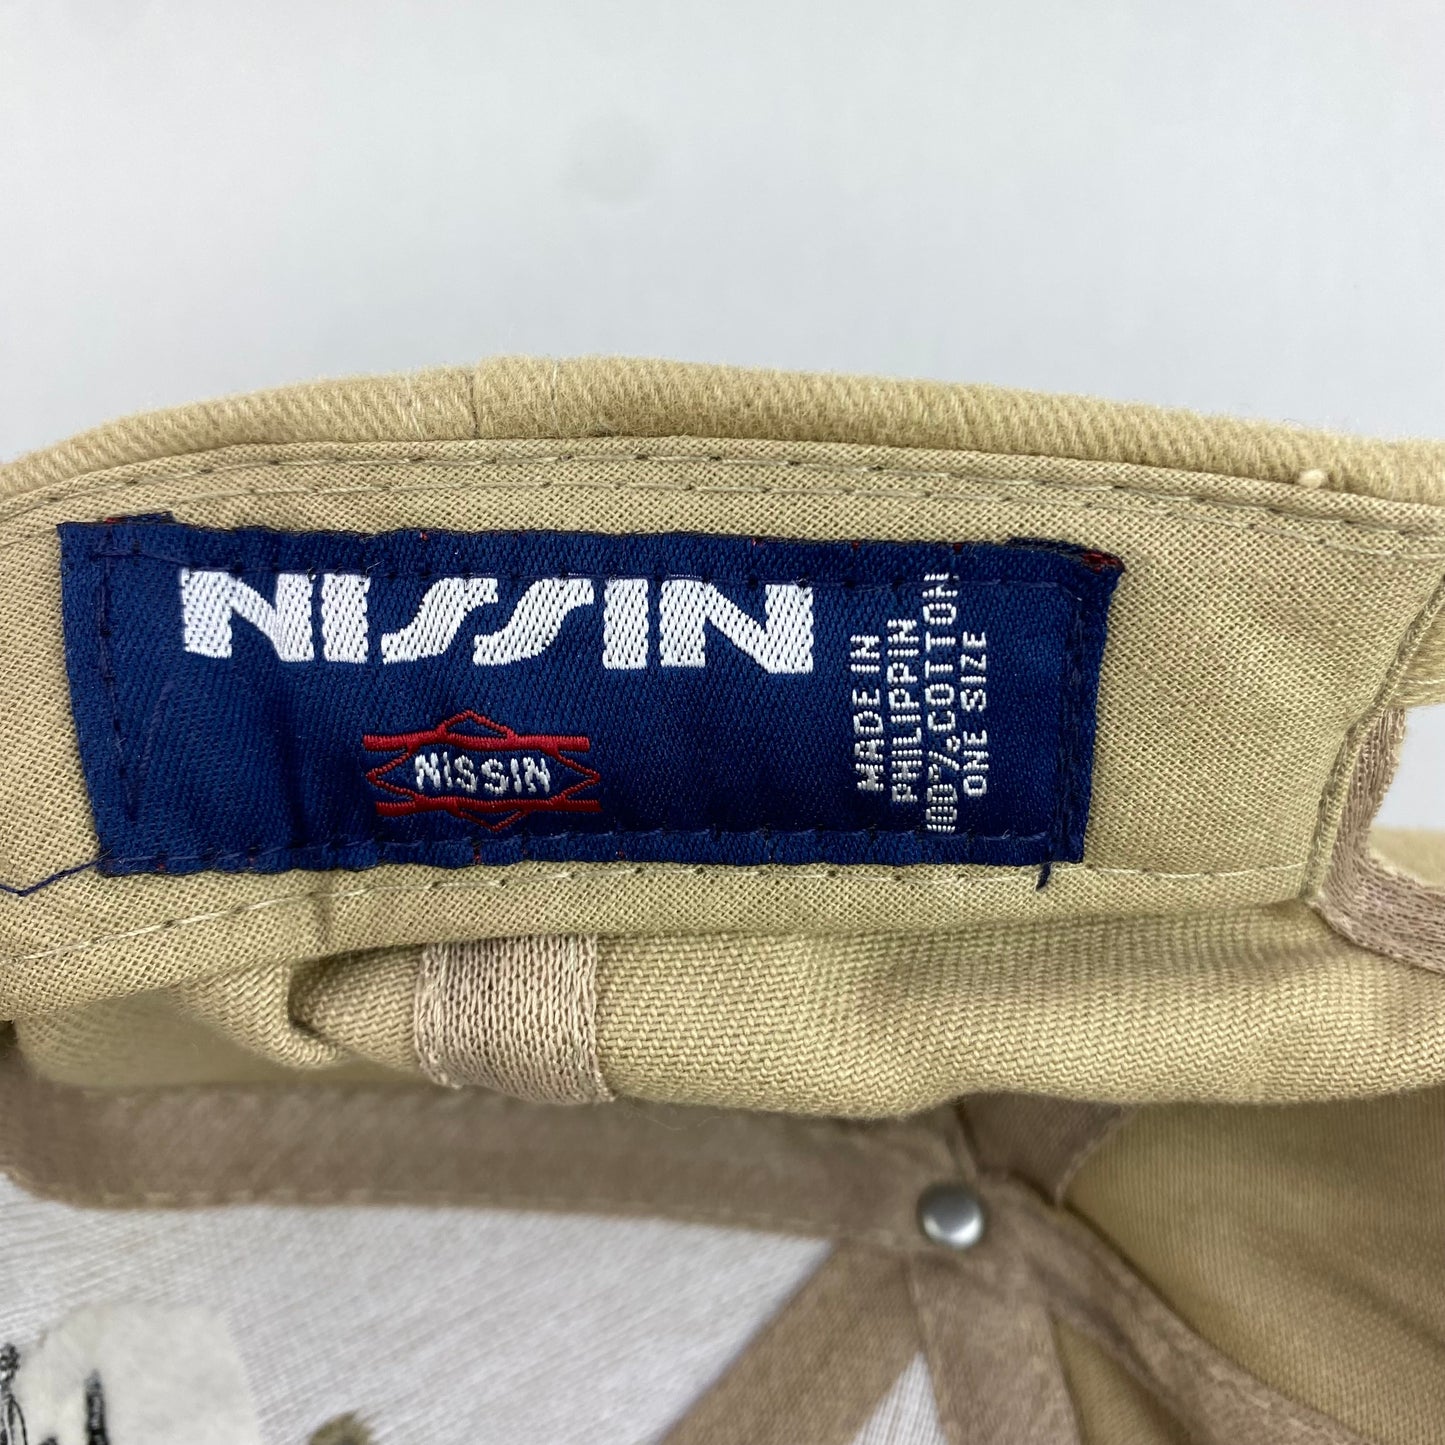 NISSIN
NISSIN
MADE IN
PHILIPPIN
100%COTTON
ONE SIZE